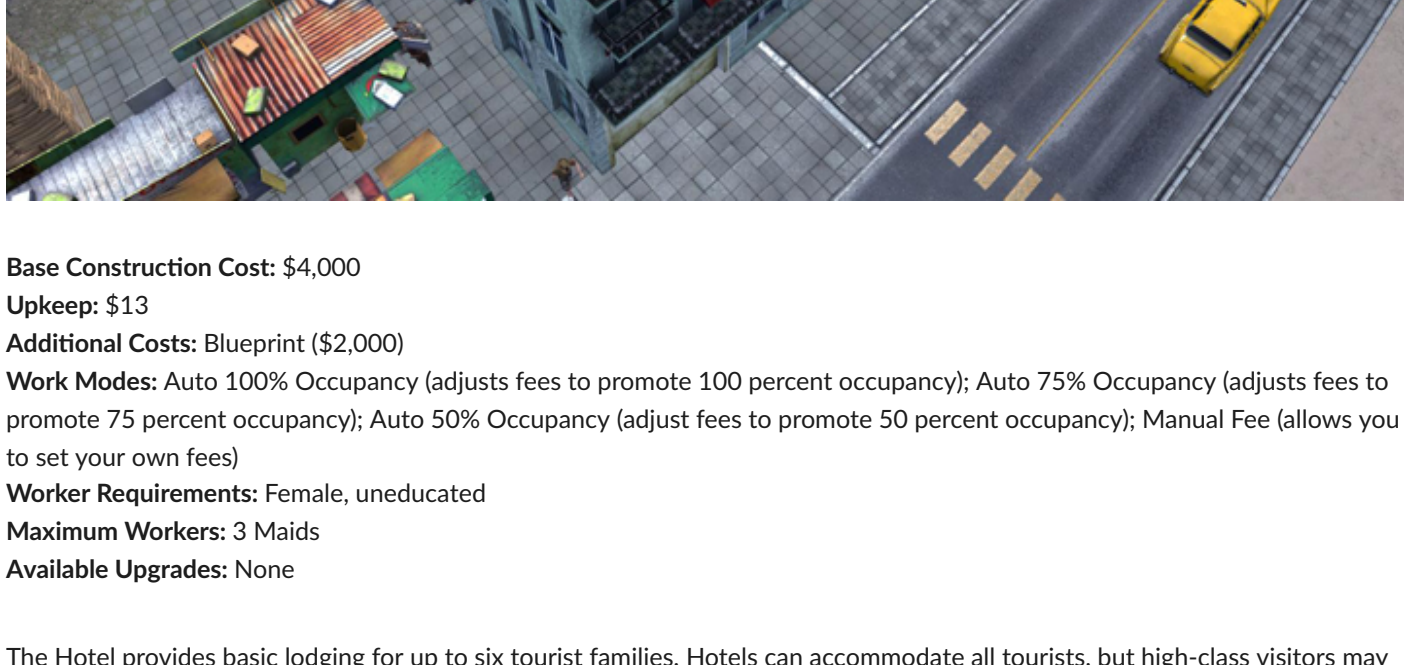 Base Construction Cost: $4,000
Upkeep: $13
Additional Costs: Blueprint ($2,000)
Work Modes: Auto 100% Occupancy (adjusts fees to promote 100 percent occupancy); Auto 75% Occupancy (adjusts fees to
promote 75 percent occupancy); Auto 50% Occupancy (adjust fees to promote 50 percent occupancy); Manual Fee (allows you
to set your own fees)
Worker Requirements: Female, uneducated
Maximum Workers: 3 Maids
Available Upgrades: None
The Hotel provides basic lodging for up to six tourist families. Hotels can accommodate all tourists, but high-class visitors may